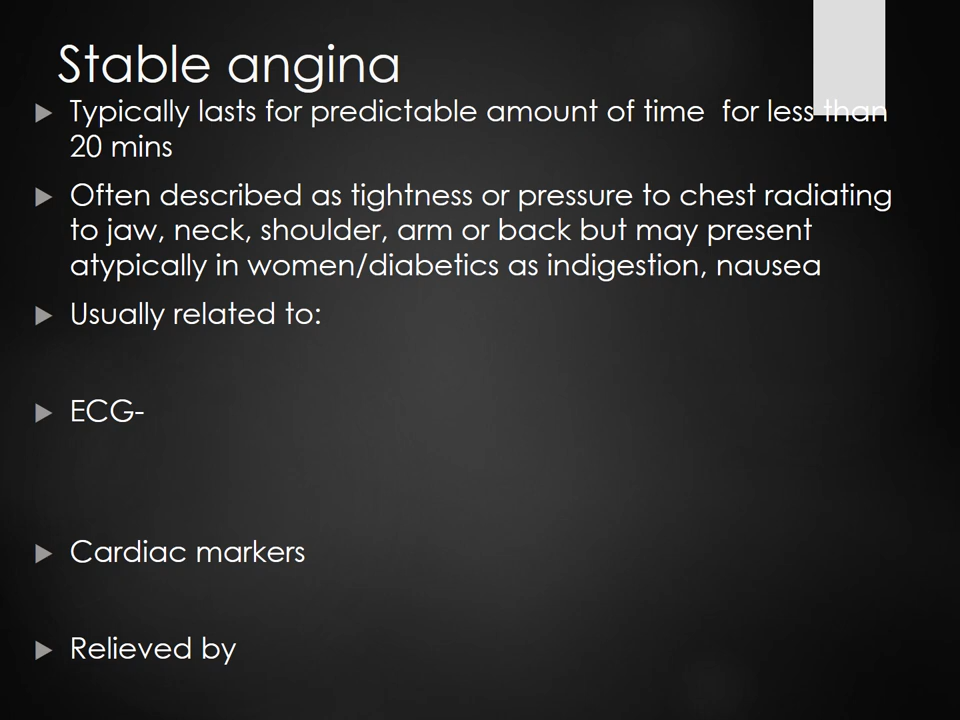 Stable angina
Typically lasts for predictable amount of time  for less than
20 mins
Often described as tightness or pressure to chest radiating
to jaw, neck, shoulder, arm or back but may present
atypically in women/diabetics as indigestion, nausea
Usually related to:
ECG-
Cardiac markers
Relieved by